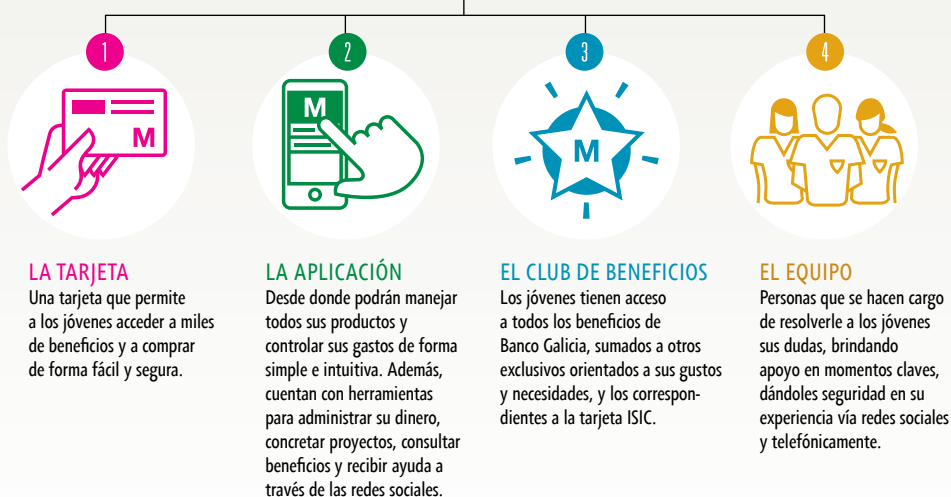 1
M
LA TARJETA
Una tarjeta que permite
a los jóvenes acceder a miles
de beneficios y a comprar
de forma fácil y segura.
2
M
LA APLICACIÓN
Desde donde podrán manejar
todos sus productos y
controlar sus gastos de forma
simple e intuitiva. Además,
cuentan con herramientas
para administrar su dinero,
concretar proyectos, consultar
beneficios y recibir ayuda a
través de las redes sociales.
3
M
EL CLUB DE BENEFICIOS
Los jóvenes tienen acceso
a todos los beneficios de
Banco Galicia, sumados a otros
exclusivos orientados a sus gustos
y necesidades, y los correspon-
dientes a la tarjeta ISIC.
4
EL EQUIPO
Personas que se hacen cargo
de resolverle a los jóvenes
sus dudas, brindando
apoyo en momentos claves,
dándoles seguridad en su
experiencia vía redes sociales
y telefónicamente.